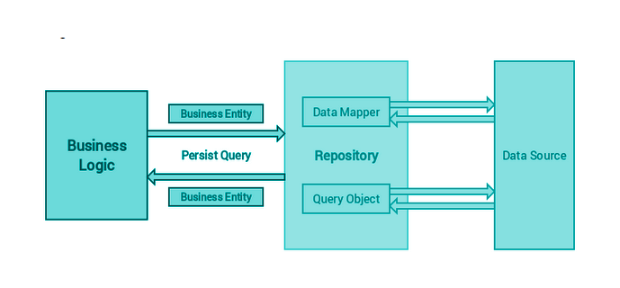 -
Business Entity
Data Mapper
Business
Logic
Persist Query
Repository
Data Source
Business Entity
Query Object